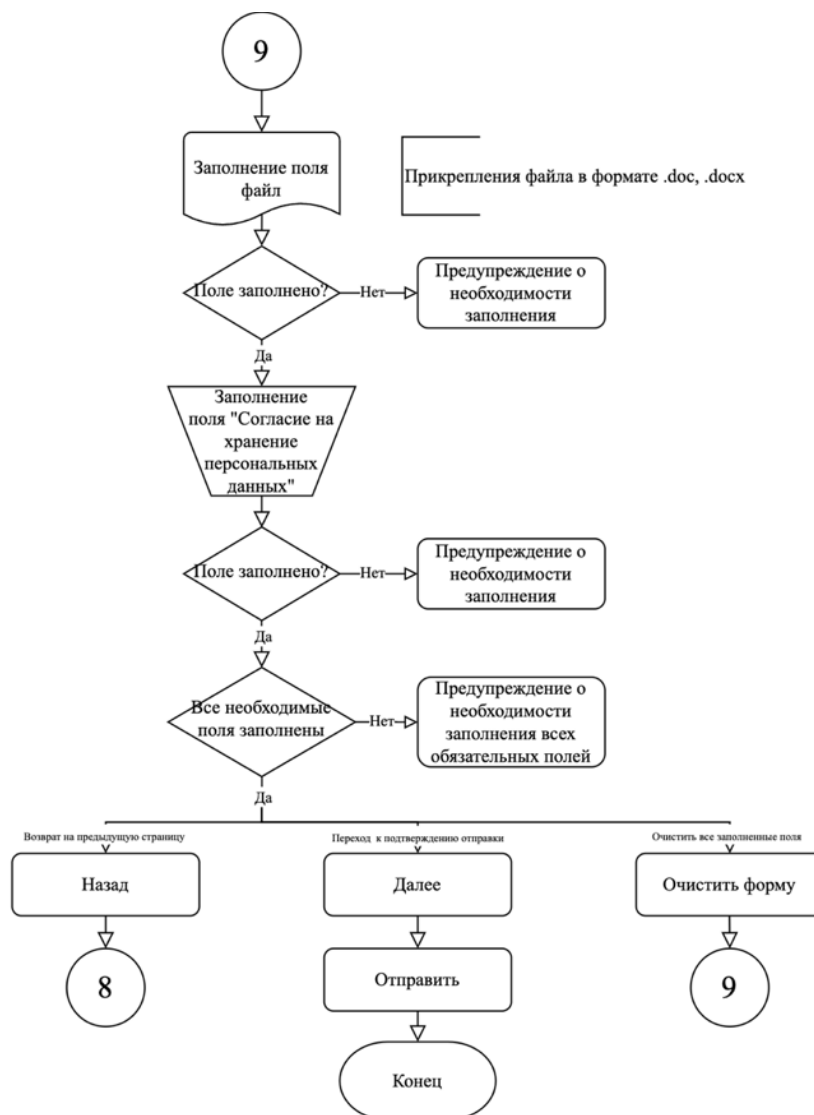 9
Заполнение поля
файл
Прикрепления файла в формате .doc, .docx
Поле заполнено?
Нет
Предупреждение о
необходимости
заполнения
Да
Заполнение
поля "Согласие на
хранение
персональных
данных"
Поле заполнено?
Нет
Предупреждение о
необходимости
заполнения
Да
Все необходимые
поля заполнены
Нет
Предупреждение о
необходимости
заполнения всех
обязательных полей
Да
Возврат на предыдущую страницу
Переход к подтверждению отправки
Очистить все заполненные поля
Назад
Далее
Очистить форму
8
Отправить
9
Конец